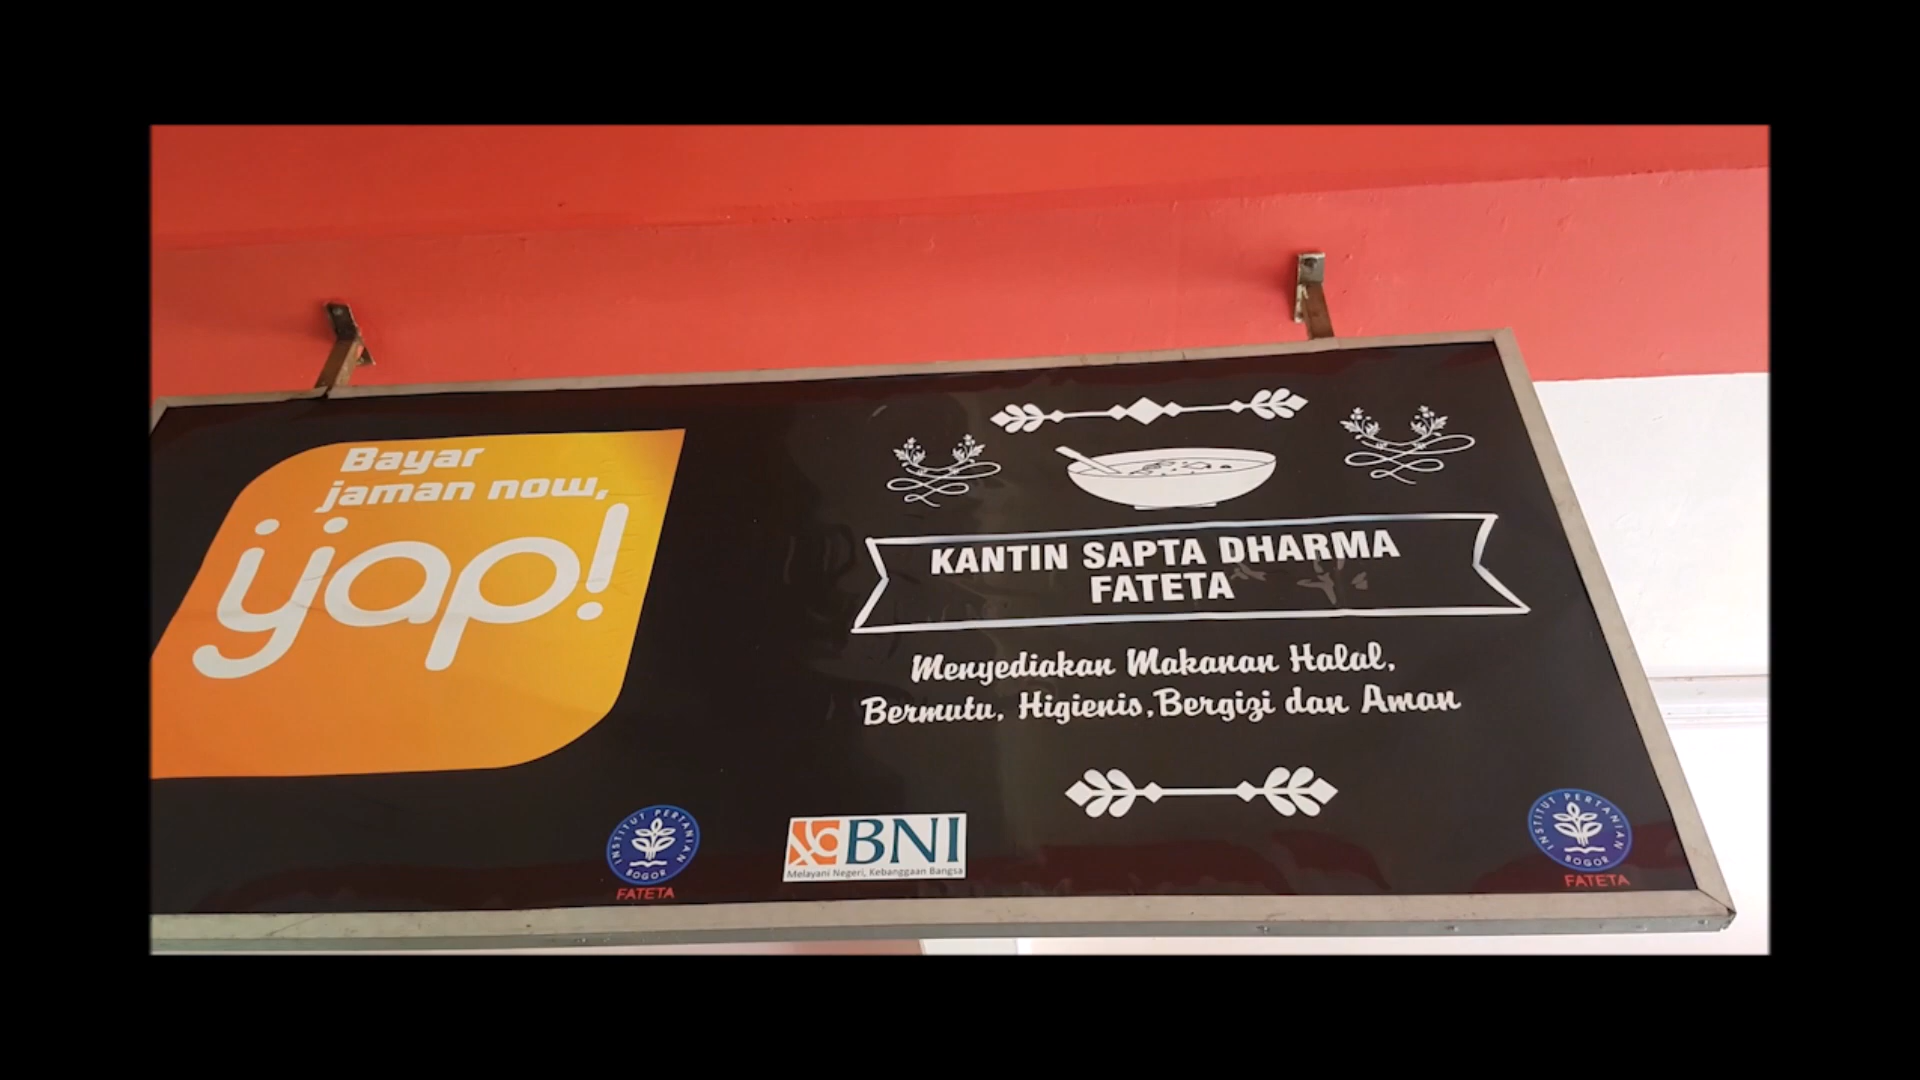 Bayar
jaman now,
yap!
KANTIN SAPTA DHARMA
FATETA
Menyediakan Makanan Halal,
Bermutu, Higienis, Bergizi dan Aman
INSTITUT PERTANIAN
BOGOR
FATETA
BNI
Melayani Negeri, Kebanggaan Bangsa
INSTITUT PERTANIAN
BOGOR
FATETA